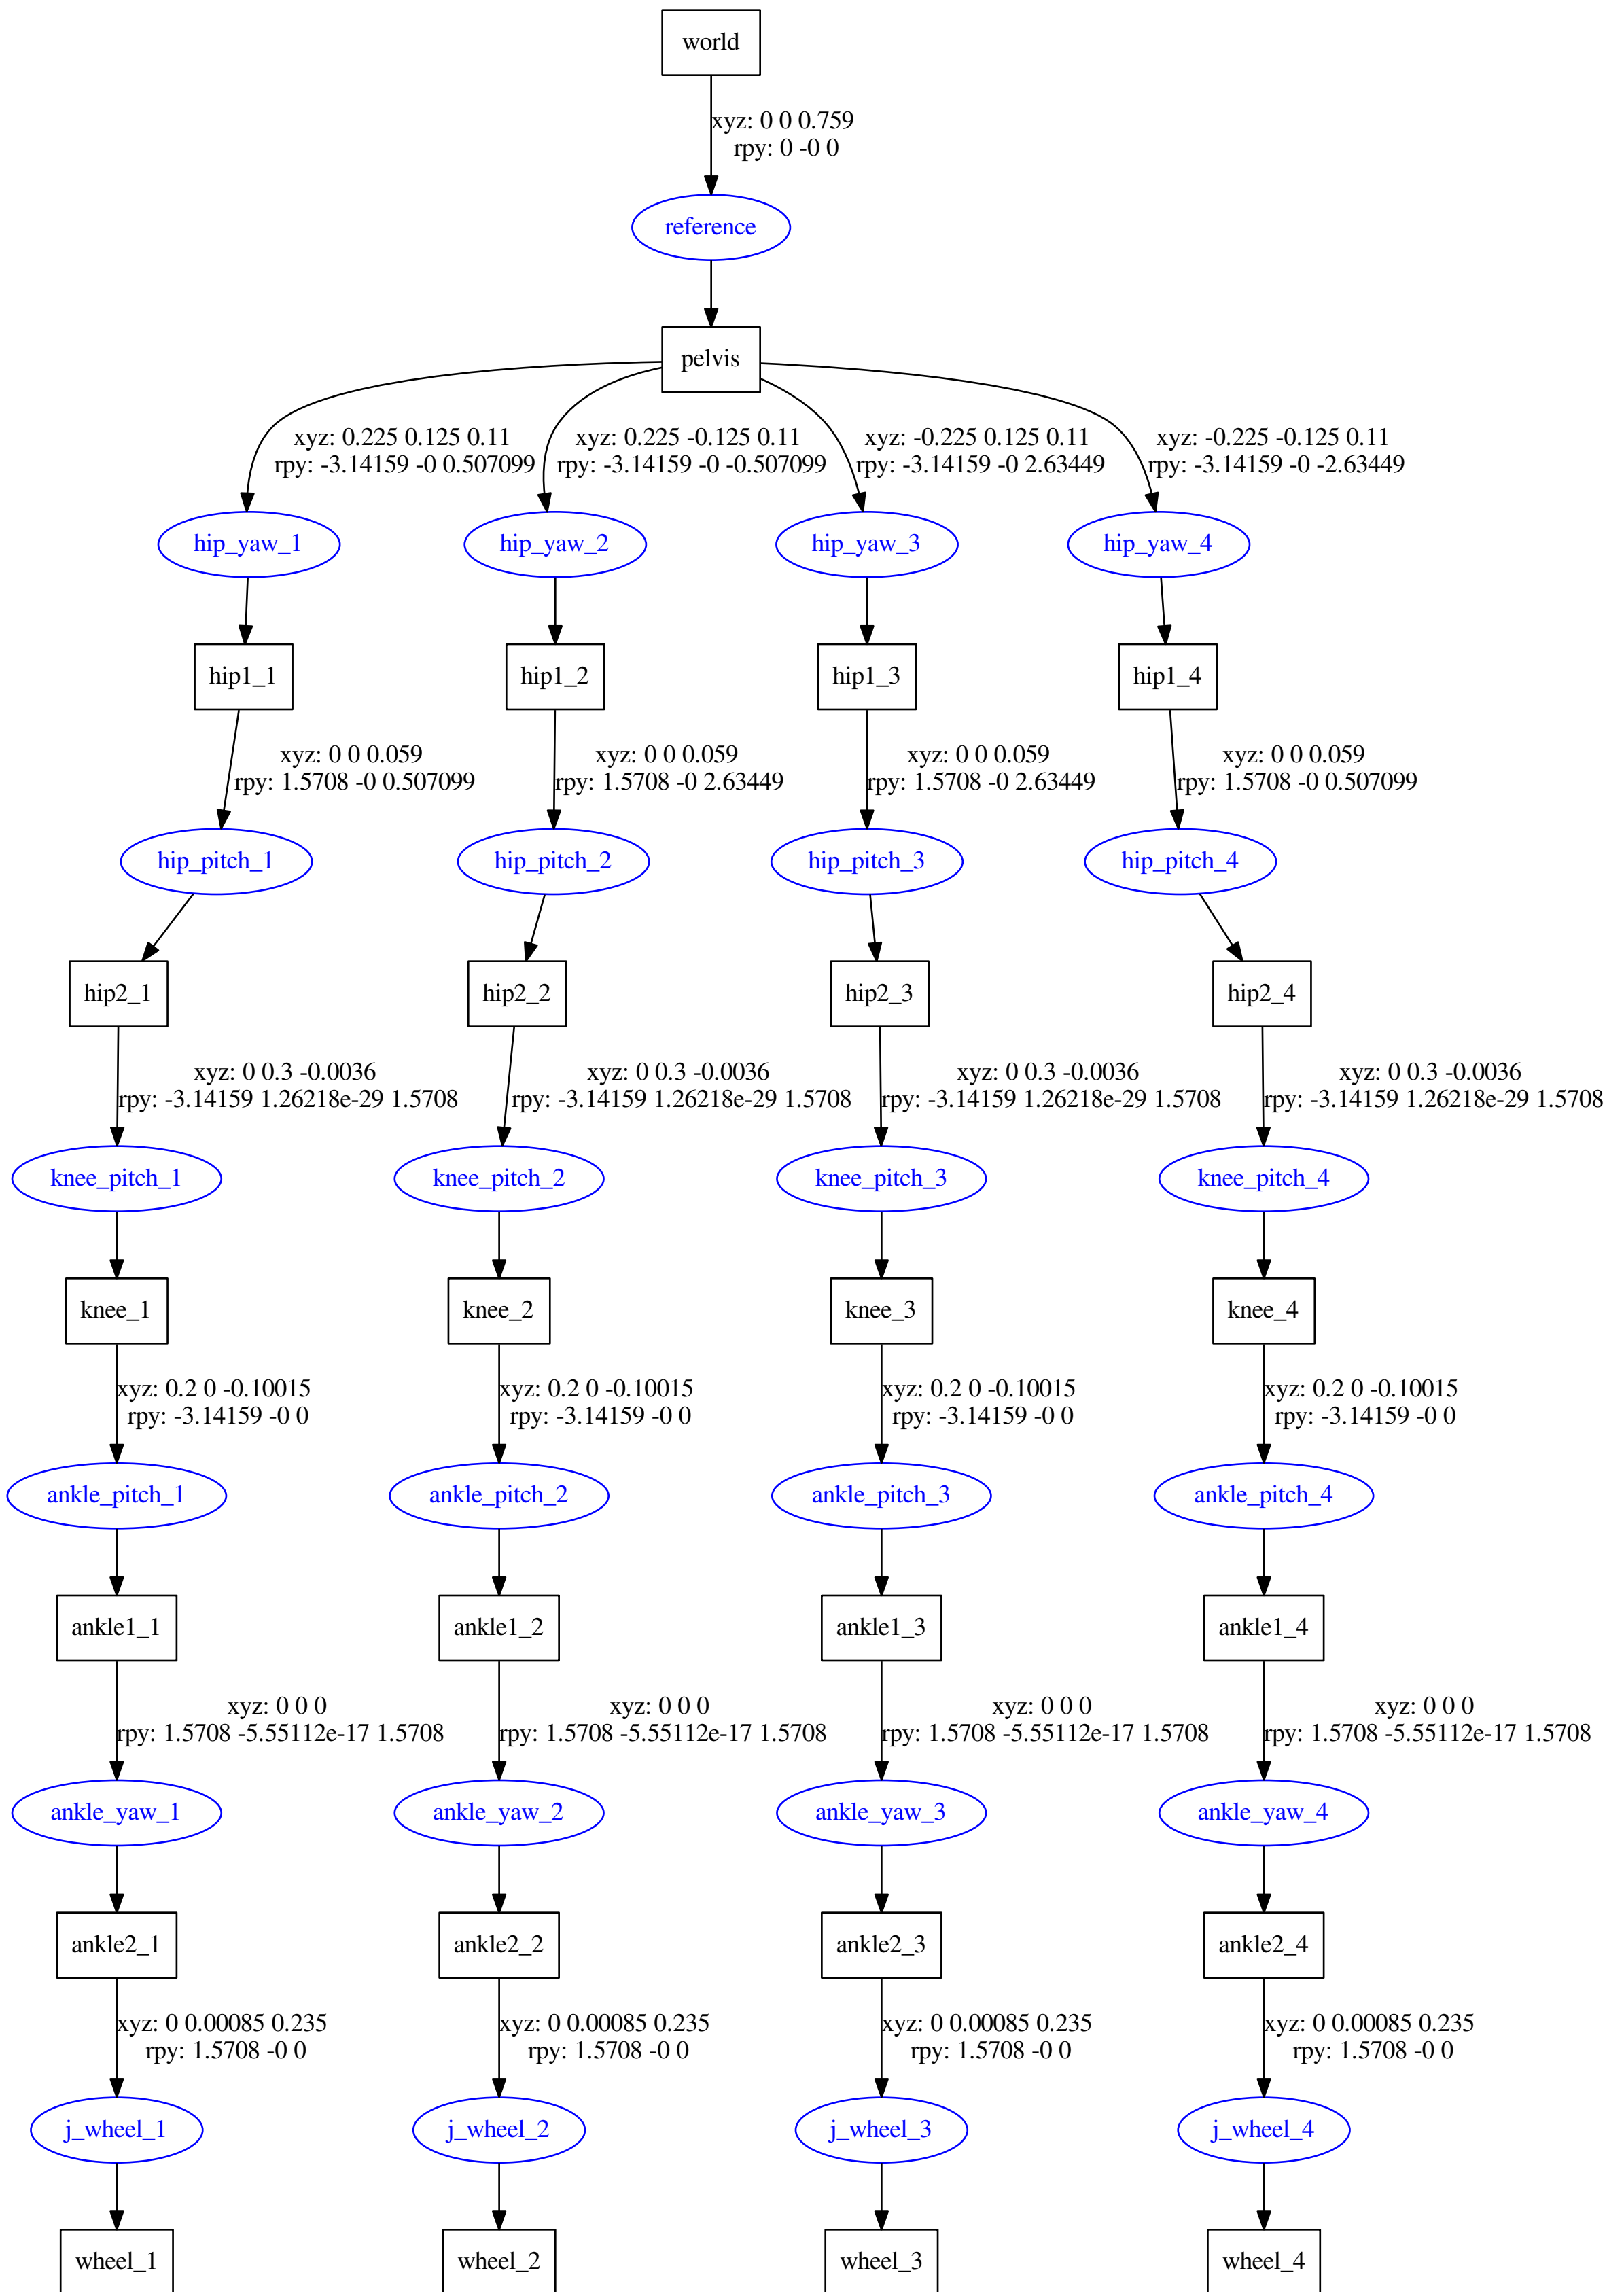 world
xyz: 0 0 0.759
rpy: 0 -0 0
reference
pelvis
xyz: 0.225 0.125 0.11
rpy: -3.14159 -0 0.507099
xyz: 0.225 -0.125 0.11
rpy: -3.14159 -0 -0.507099
xyz: -0.225 0.125 0.11
rpy: -3.14159 -0 2.63449
xyz: -0.225 -0.125 0.11
rpy: -3.14159 -0 -2.63449
hip_yaw_1
hip_yaw_2
hip_yaw_3
hip_yaw_4
hip1_1
hip1_2
hip1_3
hip1_4
xyz: 0 0 0.059
rpy: 1.5708 -0 0.507099
xyz: 0 0 0.059
rpy: 1.5708 -0 2.63449
xyz: 0 0 0.059
rpy: 1.5708 -0 2.63449
xyz: 0 0 0.059
rpy: 1.5708 -0 0.507099
hip_pitch_1
hip_pitch_2
hip_pitch_3
hip_pitch_4
hip2_1
hip2_2
hip2_3
hip2_4
xyz: 0 0.3 -0.0036
rpy: -3.14159 1.26218e-29 1.5708
xyz: 0 0.3 -0.0036
rpy: -3.14159 1.26218e-29 1.5708
xyz: 0 0.3 -0.0036
rpy: -3.14159 1.26218e-29 1.5708
xyz: 0 0.3 -0.0036
rpy: -3.14159 1.26218e-29 1.5708
knee_pitch_1
knee_pitch_2
knee_pitch_3
knee_pitch_4
knee_1
knee_2
knee_3
knee_4
xyz: 0.2 0 -0.10015
rpy: -3.14159 -0 0
xyz: 0.2 0 -0.10015
rpy: -3.14159 -0 0
xyz: 0.2 0 -0.10015
rpy: -3.14159 -0 0
xyz: 0.2 0 -0.10015
rpy: -3.14159 -0 0
ankle_pitch_1
ankle_pitch_2
ankle_pitch_3
ankle_pitch_4
ankle1_1
ankle1_2
ankle1_3
ankle1_4
xyz: 0 0 0
rpy: 1.5708 -5.55112e-17 1.5708
xyz: 0 0 0
rpy: 1.5708 -5.55112e-17 1.5708
xyz: 0 0 0
rpy: 1.5708 -5.55112e-17 1.5708
xyz: 0 0 0
rpy: 1.5708 -5.55112e-17 1.5708
ankle_yaw_1
ankle_yaw_2
ankle_yaw_3
ankle_yaw_4
ankle2_1
ankle2_2
ankle2_3
ankle2_4
xyz: 0 0.00085 0.235
rpy: 1.5708 -0 0
xyz: 0 0.00085 0.235
rpy: 1.5708 -0 0
xyz: 0 0.00085 0.235
rpy: 1.5708 -0 0
xyz: 0 0.00085 0.235
rpy: 1.5708 -0 0
j_wheel_1
j_wheel_2
j_wheel_3
j_wheel_4
wheel_1
wheel_2
wheel_3
wheel_4